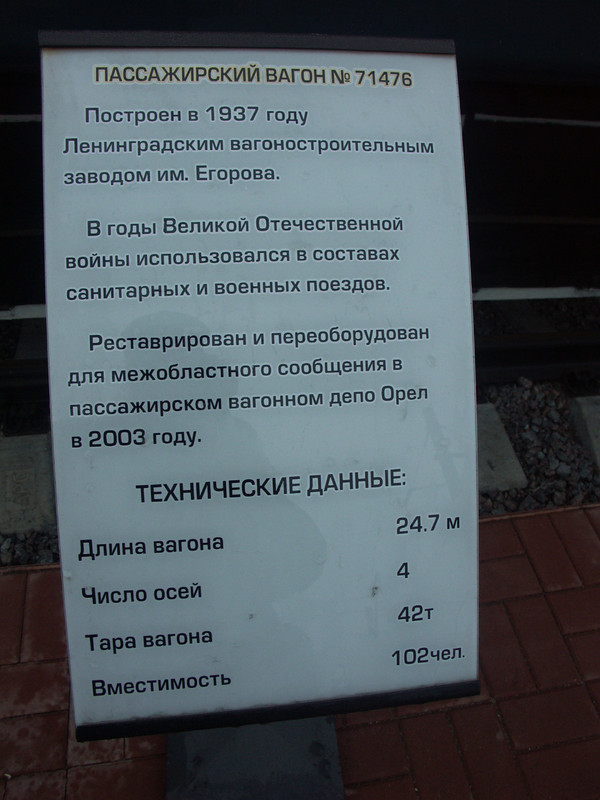 ПАССАЖИРСКИЙ ВАГОН № 71476
Построен в 1937 году
Ленинградским вагоностроительным
заводом им. Егорова.
В годы Великой Отечественной
войны использовался в составах
санитарных и военных поездов.
Реставрирован и переоборудован
для межобластного сообщения в
пассажирском вагонном депо Орел
в 2003 году.
ТЕХНИЧЕСКИЕ ДАННЫЕ:
Длина вагона 24.7 м
Число осей 4
Тара вагона 42т
Вместимость 102чел.